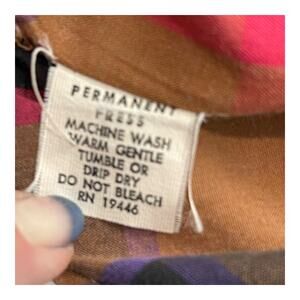 PERMANENT
PRESS
MACHINE WASH
WARM GENTLE
TUMBLE OR
DRIP DRY
DO NOT BLEACH
RN 19446